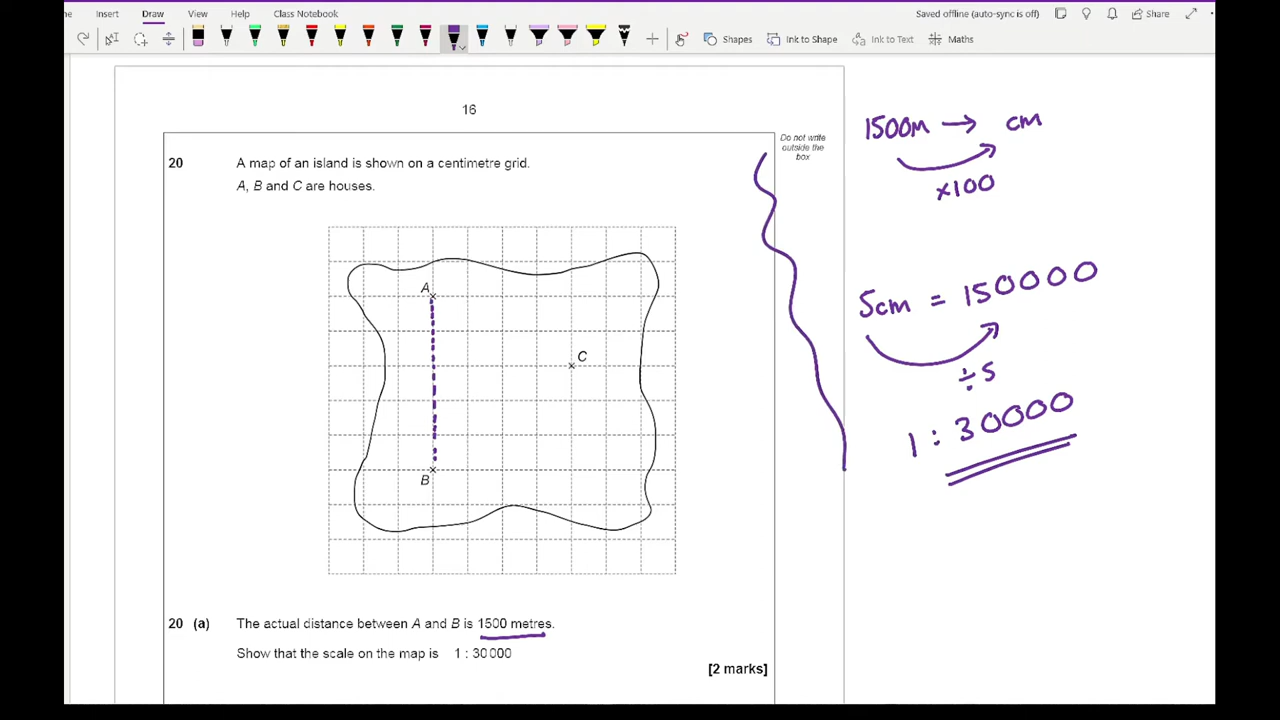 me Insert Draw View Help Class Notebook Saved offline (auto-sync is off) Share
Shapes Ink to Shape Ink to Text Maths
16
Do not write
outside the
box
20 A map of an island is shown on a centimetre grid.
A, B and C are houses.
A
C
B
20 (a) The actual distance between A and B is 1500 metres.
Show that the scale on the map is 1 : 30 000
[2 marks]
1500m → cm
×100
5cm = 150000
÷5
1 : 30000